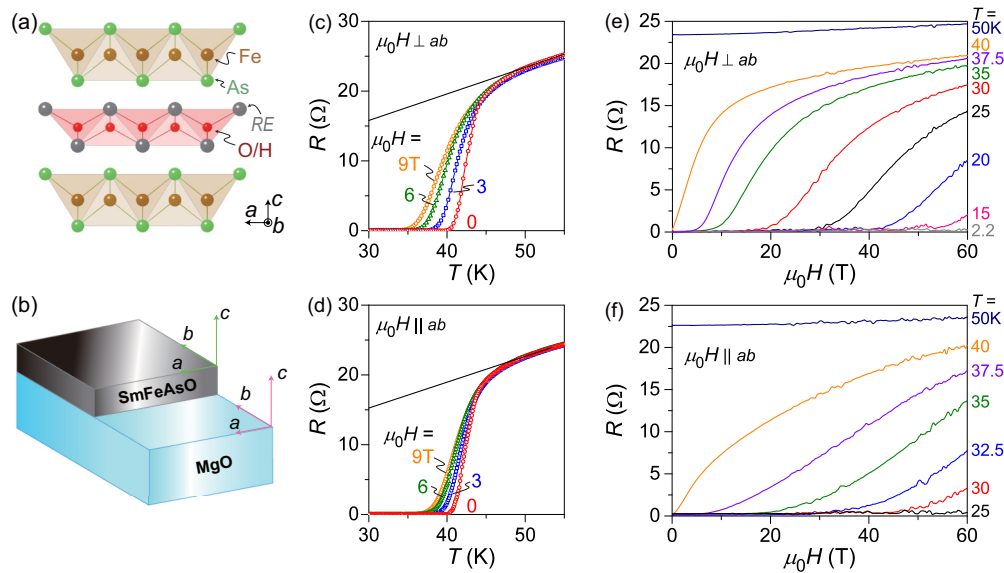 (a)
Fe
As
RE
O/H
c
a
b
(b)
c
b
a
SmFeAsO
c
b
a
MgO
(c)
30
20
10
0
R (Ω)
μ₀H ⊥ ab
μ₀H =
9T
6
3
0
30 40 50
T (K)
(d)
30
20
10
0
R (Ω)
μ₀H || ab
μ₀H =
9T
6
3
0
30 40 50
T (K)
(e)
25
20
15
10
5
0
R (Ω)
μ₀H ⊥ ab
T =
50K
40
37.5
35
30
25
20
15
2.2
0 20 40 60
μ₀H (T)
(f)
25
20
15
10
5
0
R (Ω)
μ₀H || ab
T =
50K
40
37.5
35
32.5
30
25
0 20 40 60
μ₀H (T)